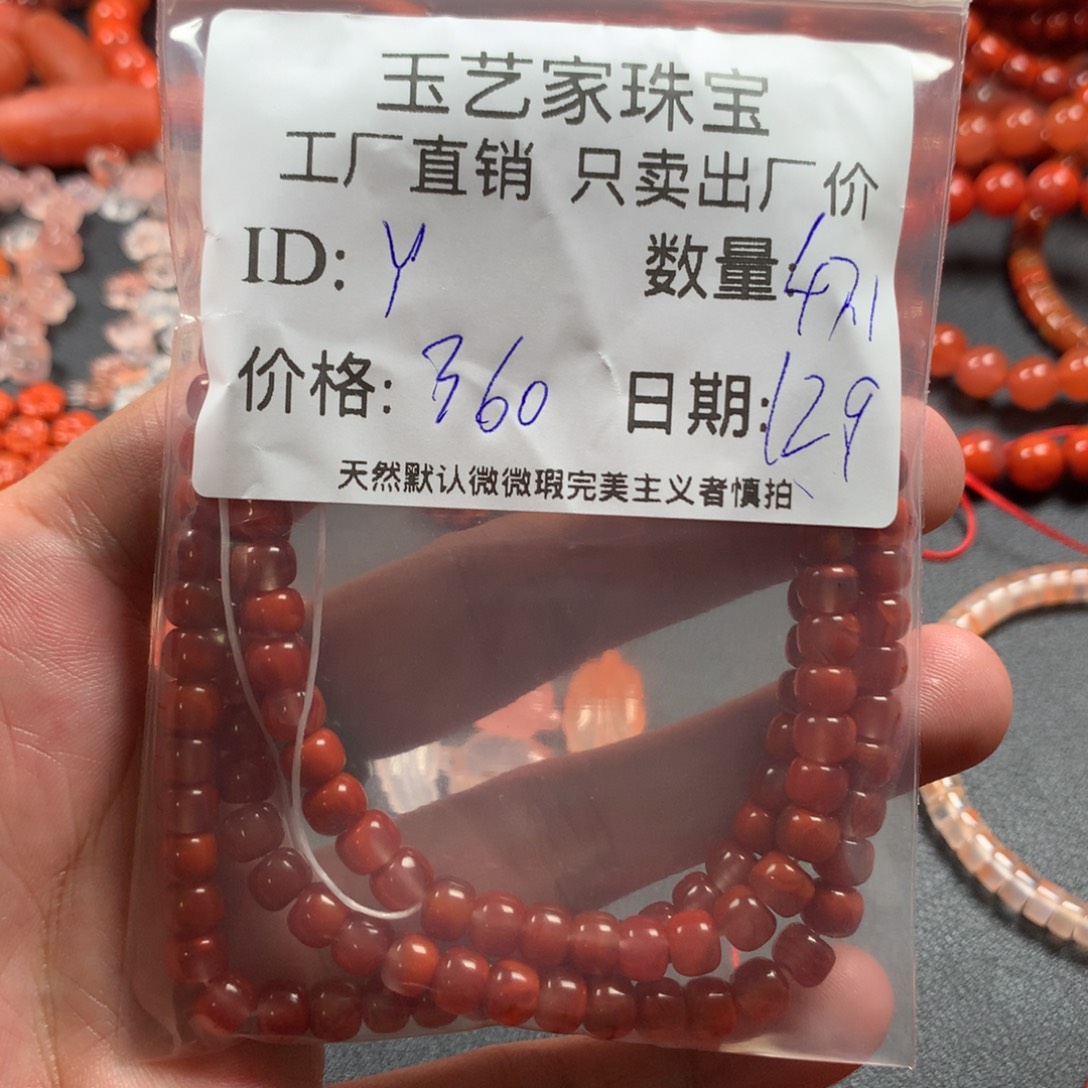 玉艺家珠宝
工厂直销 只卖出厂价
ID: Y 数量: 421
价格: 360 日期: 129
天然默认微微瑕完美主义者慎拍